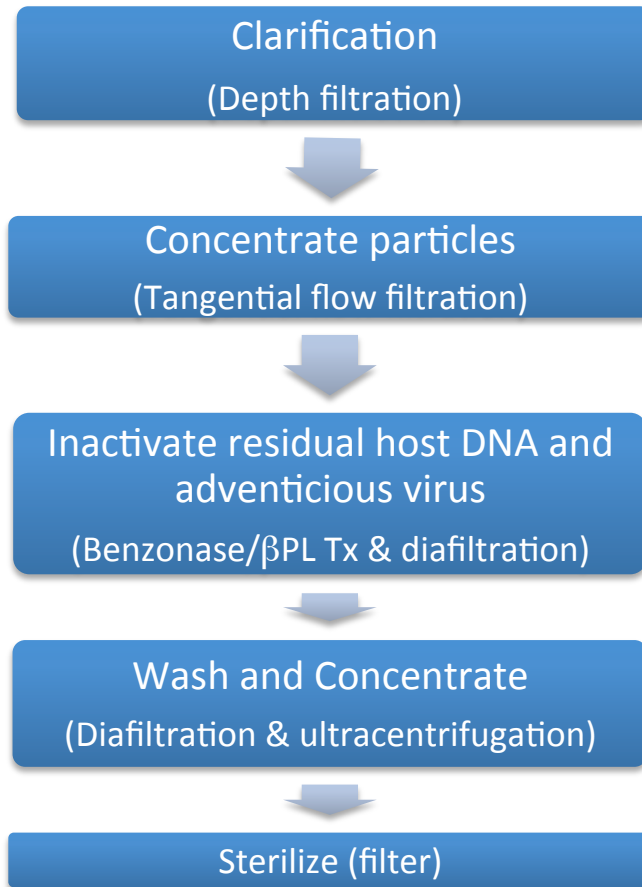 Clarification
(Depth filtration)
Concentrate particles
(Tangential flow filtration)
Inactivate residual host DNA and
adventicious virus
(Benzonase/βPL Tx & diafiltration)
Wash and Concentrate
(Diafiltration & ultracentrifugation)
Sterilize (filter)